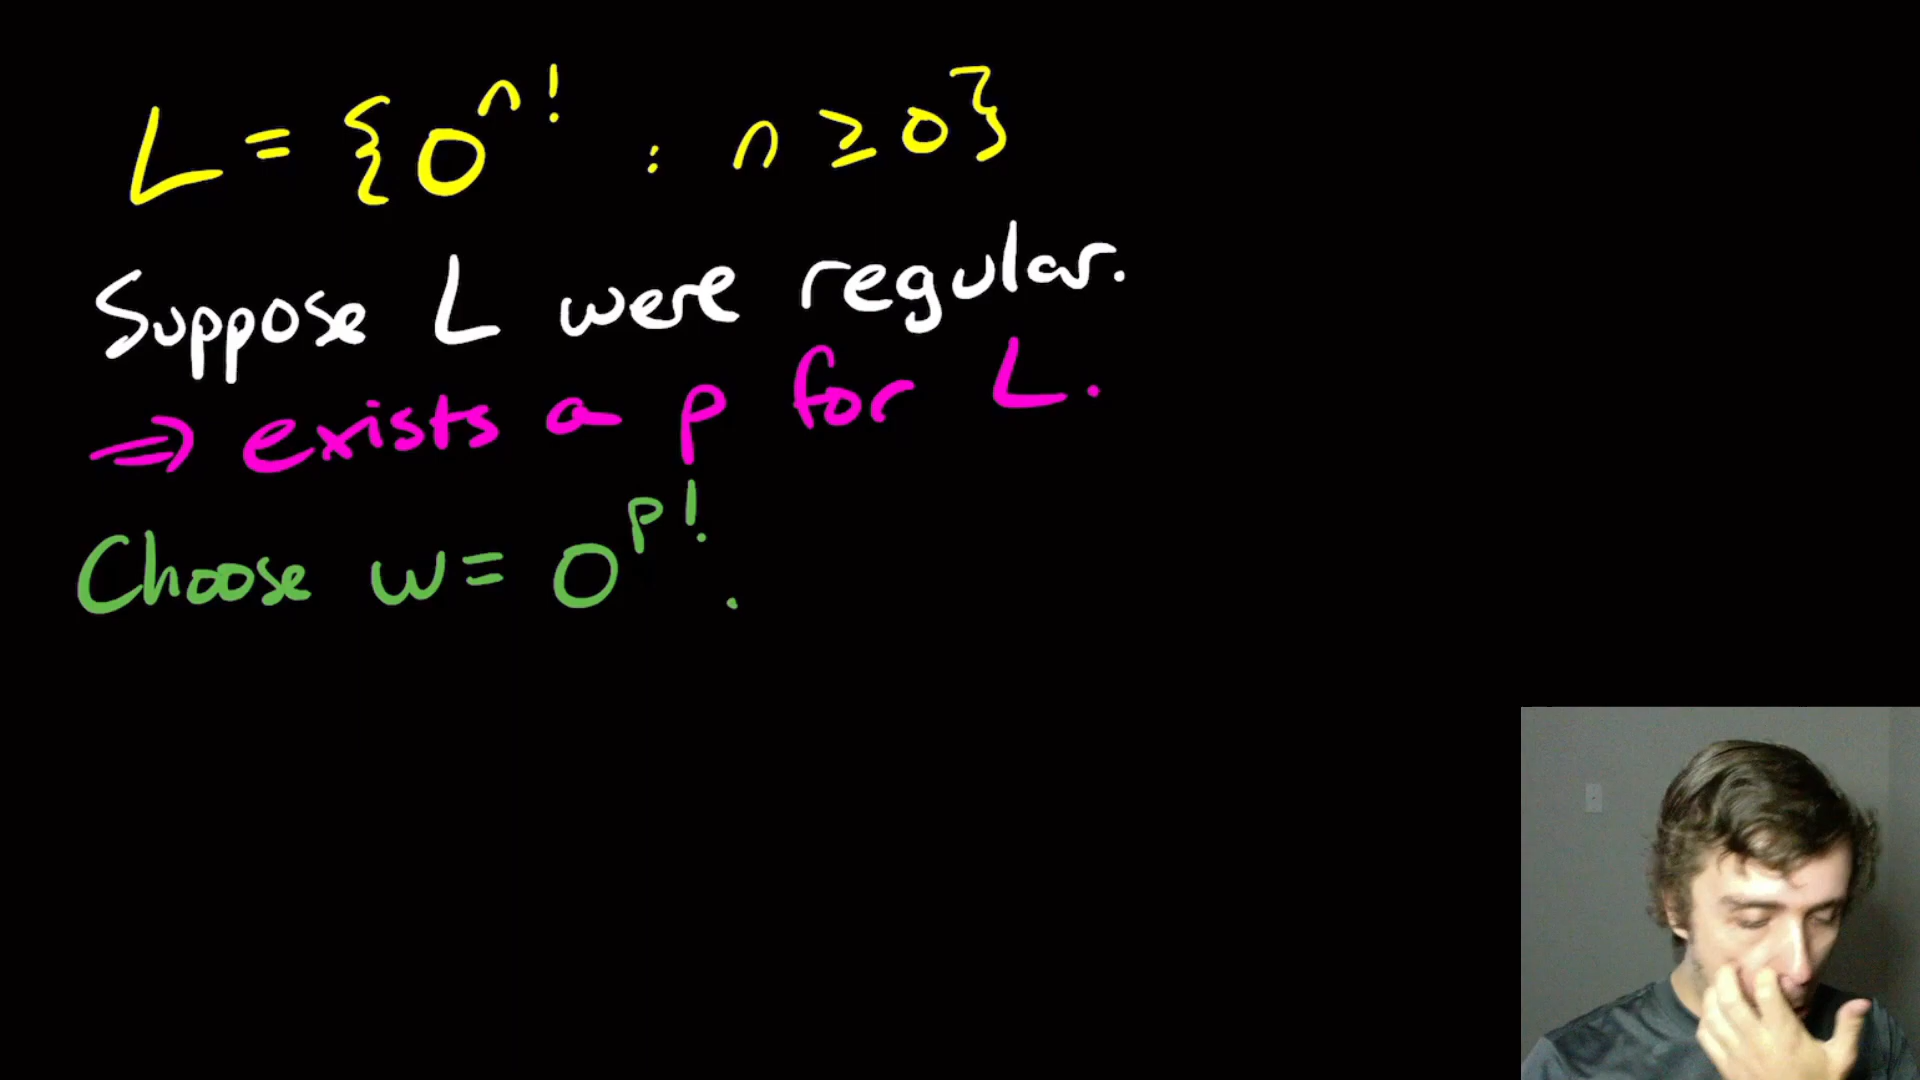 L = {0^n! : n ≥ 0}
Suppose L were regular.
⇒ exists a p for L.
Choose w = 0^p! .